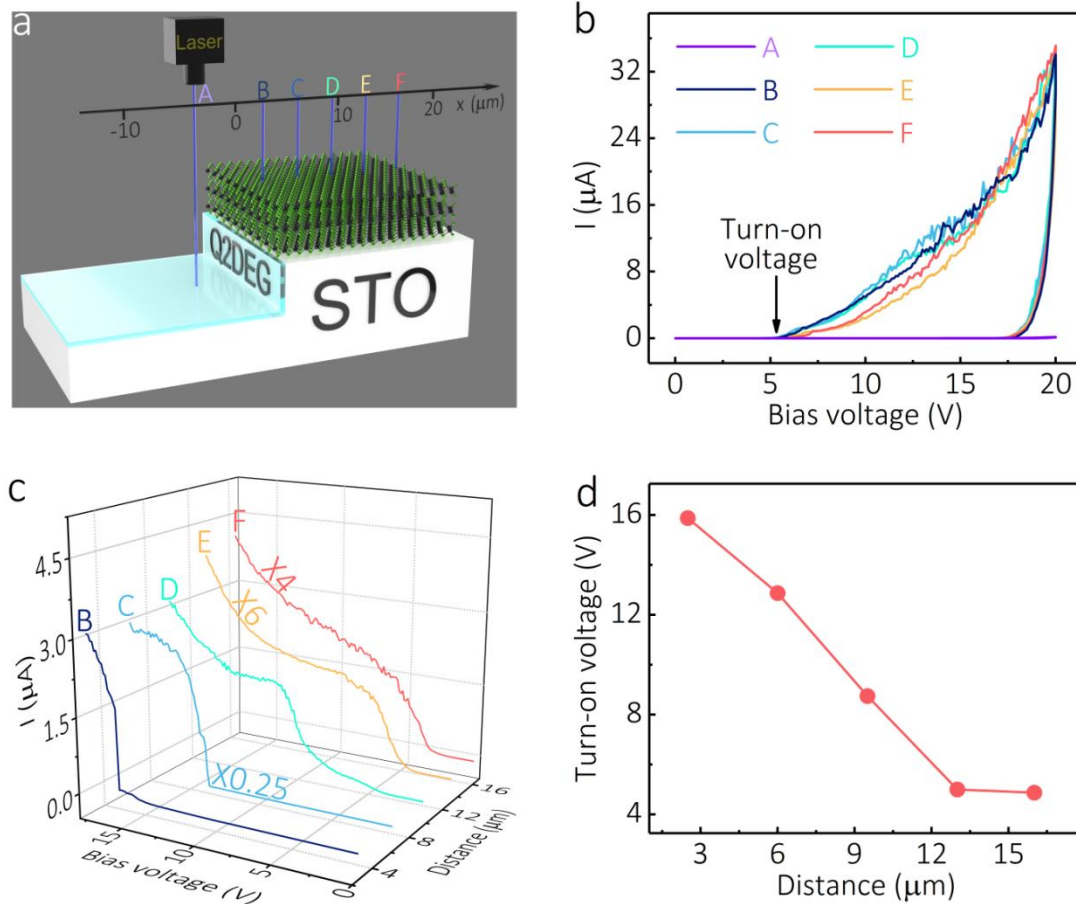 a
Laser
A B C D E F
-10 0 10 20 x (μm)
Q2DEG
STO
b
A D
B E
C F
Turn-on
voltage
I (μA)
32
24
16
8
0
0 5 10 15 20
Bias voltage (V)
c
B C D E F
X4
X6
X0.25
I (μA)
4.5
3.0
1.5
0.0
15 10 5 0
Bias voltage (V)
4 8 12 16
Distance (μm)
d
Turn-on voltage (V)
16
12
8
4
3 6 9 12 15
Distance (μm)